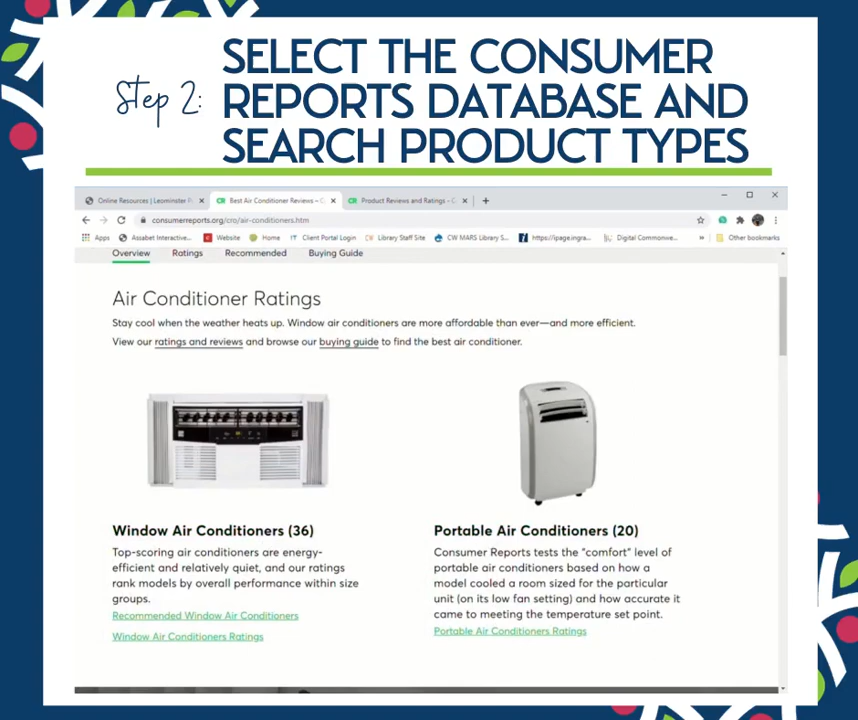 Step 2:
SELECT THE CONSUMER
REPORTS DATABASE AND
SEARCH PRODUCT TYPES
Online Resources | Leominster P
Best Air Conditioner Reviews – C
Product Reviews and Ratings - C
consumerreports.org/cro/air-conditioners.htm
Apps Assabet Interactive... Website Home Client Portal Login Library Staff Site CW MARS Library S... https://ipage.ingra... Digital Commonwe... » Other bookmarks
Overview Ratings Recommended Buying Guide
Air Conditioner Ratings
Stay cool when the weather heats up. Window air conditioners are more affordable than ever—and more efficient.
View our ratings and reviews and browse our buying guide to find the best air conditioner.
Window Air Conditioners (36)
Top-scoring air conditioners are energy-
efficient and relatively quiet, and our ratings
rank models by overall performance within size
groups.
Recommended Window Air Conditioners
Window Air Conditioners Ratings
Portable Air Conditioners (20)
Consumer Reports tests the "comfort" level of
portable air conditioners based on how a
model cooled a room sized for the particular
unit (on its low fan setting) and how accurate it
came to meeting the temperature set point.
Portable Air Conditioners Ratings